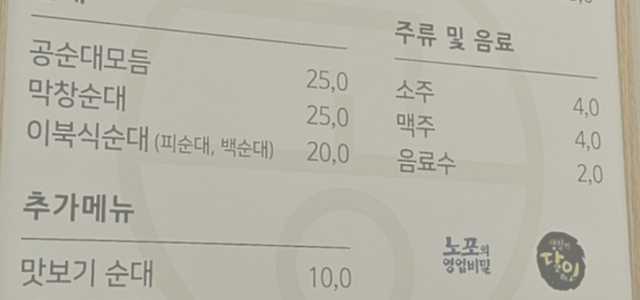 공순대모듬 25,0
막창순대 25,0
이북식순대 (피순대, 백순대) 20,0
추가메뉴
맛보기 순대 10,0
주류 및 음료
소주 4,0
맥주 4,0
음료수 2,0
노포의
영업비밀
달인